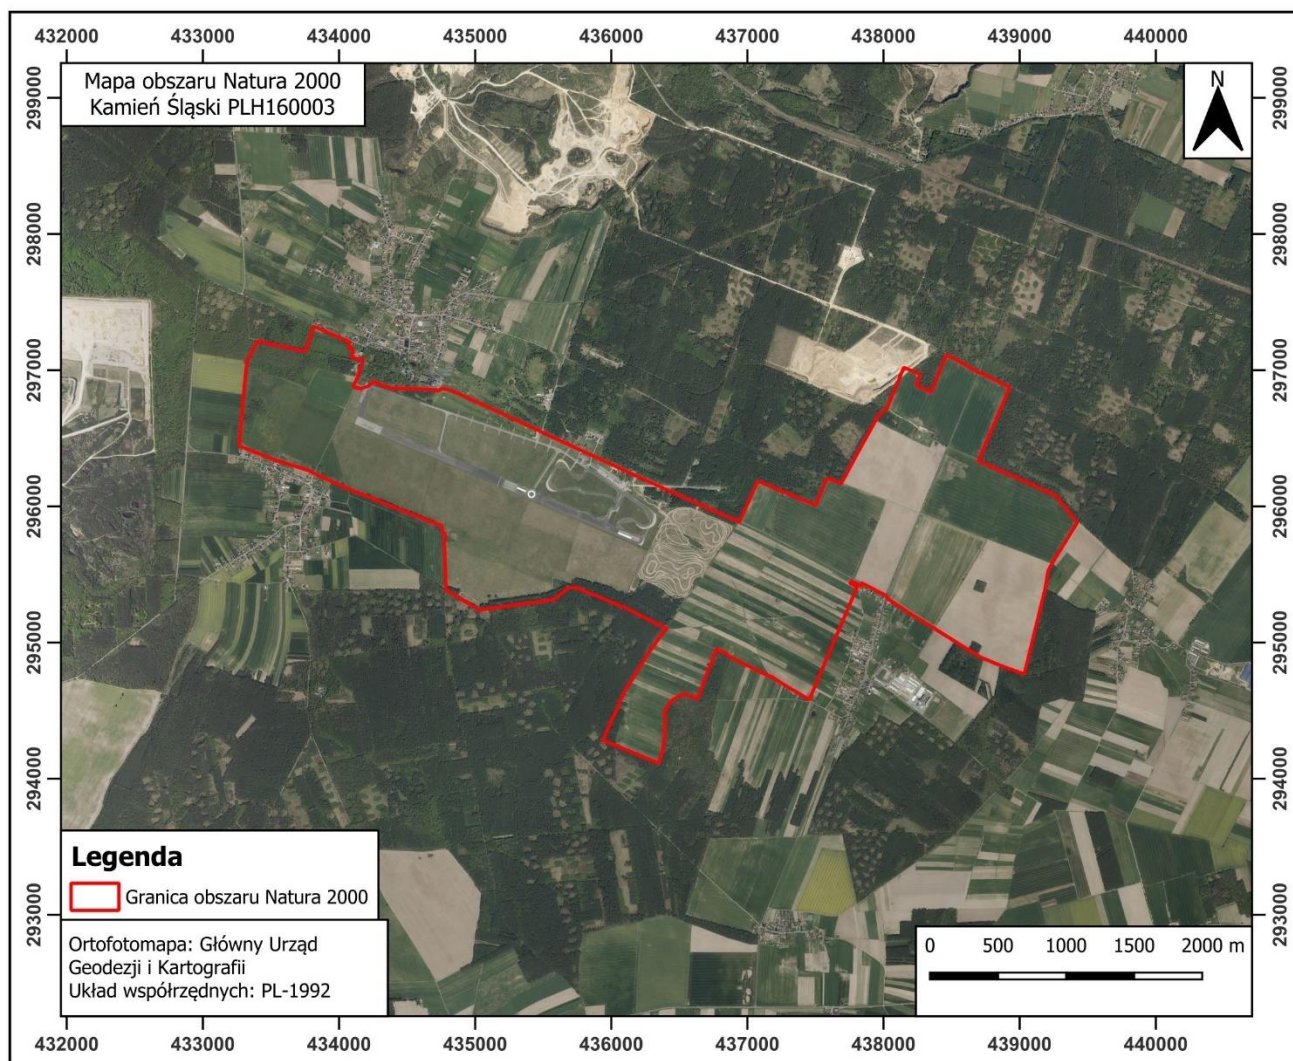 432000 433000 434000 435000 436000 437000 438000 439000 440000
Mapa obszaru Natura 2000
Kamień Śląski PLH160003
N
299000 299000
298000 298000
297000 297000
296000 296000
295000 295000
294000 294000
293000 293000
Legenda
Granica obszaru Natura 2000
Ortofotomapa: Główny Urząd
Geodezji i Kartografii
Układ współrzędnych: PL-1992
0 500 1000 1500 2000 m
432000 433000 434000 435000 436000 437000 438000 439000 440000